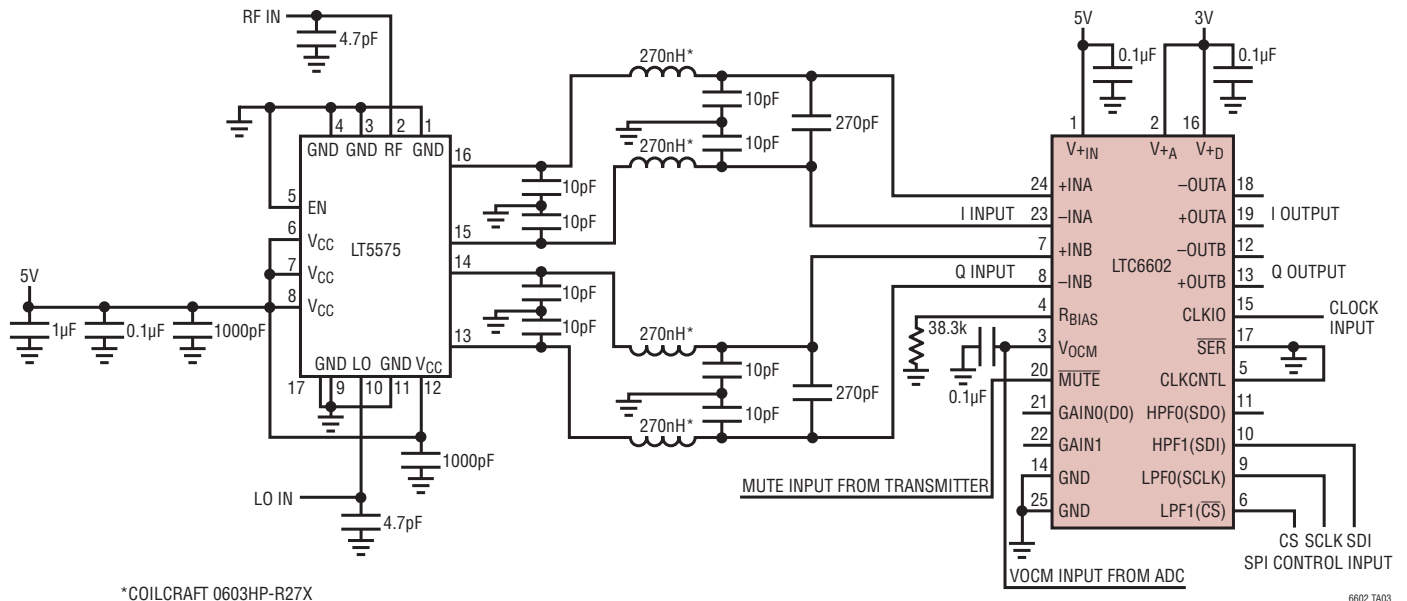 RF IN
4.7pF
4 3 2 1
GND GND RF GND
5 EN
6 VCC
7 VCC
8 VCC
LT5575
16
15
14
13
5V
1µF
0.1µF
1000pF
GND LO GND VCC
17 9 10 11 12
1000pF
LO IN
4.7pF
270nH*
10pF
10pF
270nH*
10pF
10pF
270pF
10pF
10pF
270nH*
10pF
10pF
270nH*
270pF
5V
0.1µF
3V
0.1µF
1 2 16
V+IN V+A V+D
I INPUT
Q INPUT
24 +INA
23 –INA
7 +INB
8 –INB
4 RBIAS
3 VOCM
20 MUTE
21 GAIN0(D0)
22 GAIN1
14 GND
25 GND
LTC6602
–OUTA 18
+OUTA 19
–OUTB 12
+OUTB 13
CLKIO 15
SER 17
CLKCNTL 5
HPF0(SDO) 11
HPF1(SDI) 10
LPF0(SCLK) 9
LPF1(CS) 6
I OUTPUT
Q OUTPUT
CLOCK
INPUT
38.3k
0.1µF
MUTE INPUT FROM TRANSMITTER
VOCM INPUT FROM ADC
CS SCLK SDI
SPI CONTROL INPUT
*COILCRAFT 0603HP-R27X
6602 TA03